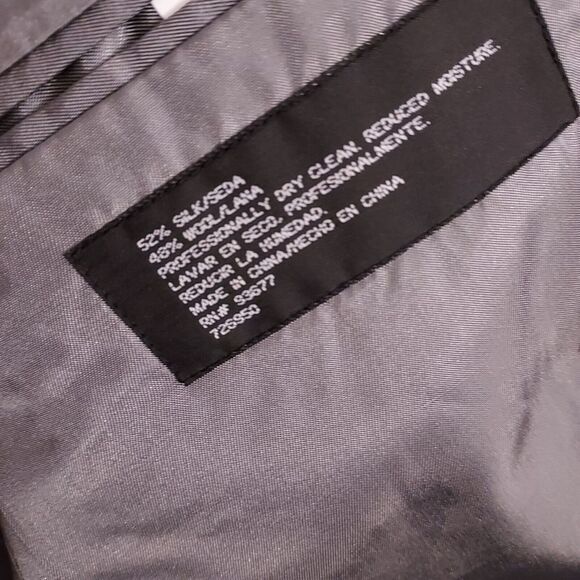 52% SILK/SEDA
48% WOOL/LANA
PROFESSIONALLY DRY CLEAN. REDUCED MOISTURE.
LAVAR EN SECO. PROFESIONALMENTE.
REDUCIR LA HUMEDAD.
MADE IN CHINA/HECHO EN CHINA
RN# 93677
726950